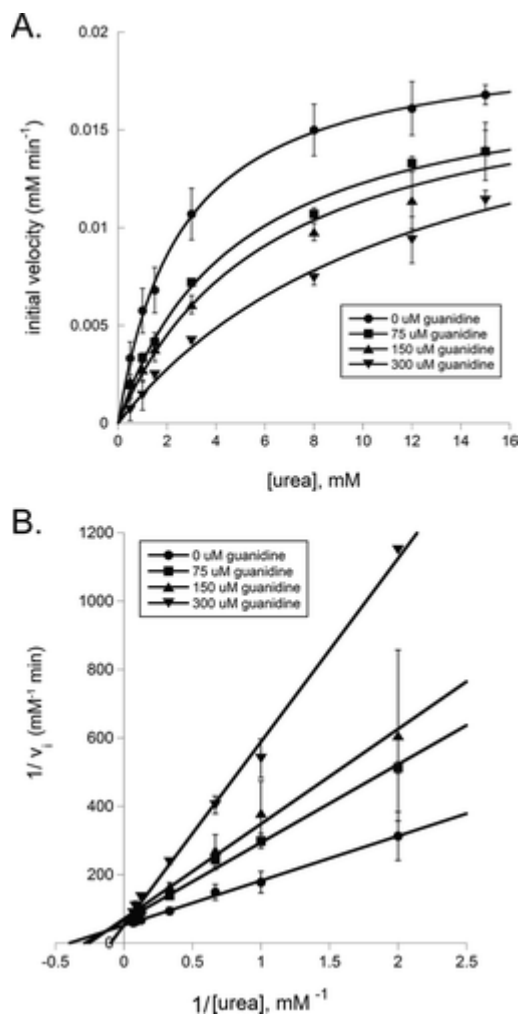 A.
0.02
0.015
0.01
0.005
0
initial velocity (mM min⁻¹)
0 uM guanidine
75 uM guanidine
150 uM guanidine
300 uM guanidine
0 2 4 6 8 10 12 14 16
[urea], mM
B.
1200
1000
800
600
400
200
0
1/ vᵢ (mM⁻¹ min)
0 uM guanidine
75 uM guanidine
150 uM guanidine
300 uM guanidine
-0.5 0 0.5 1 1.5 2 2.5
1/[urea], mM ⁻¹